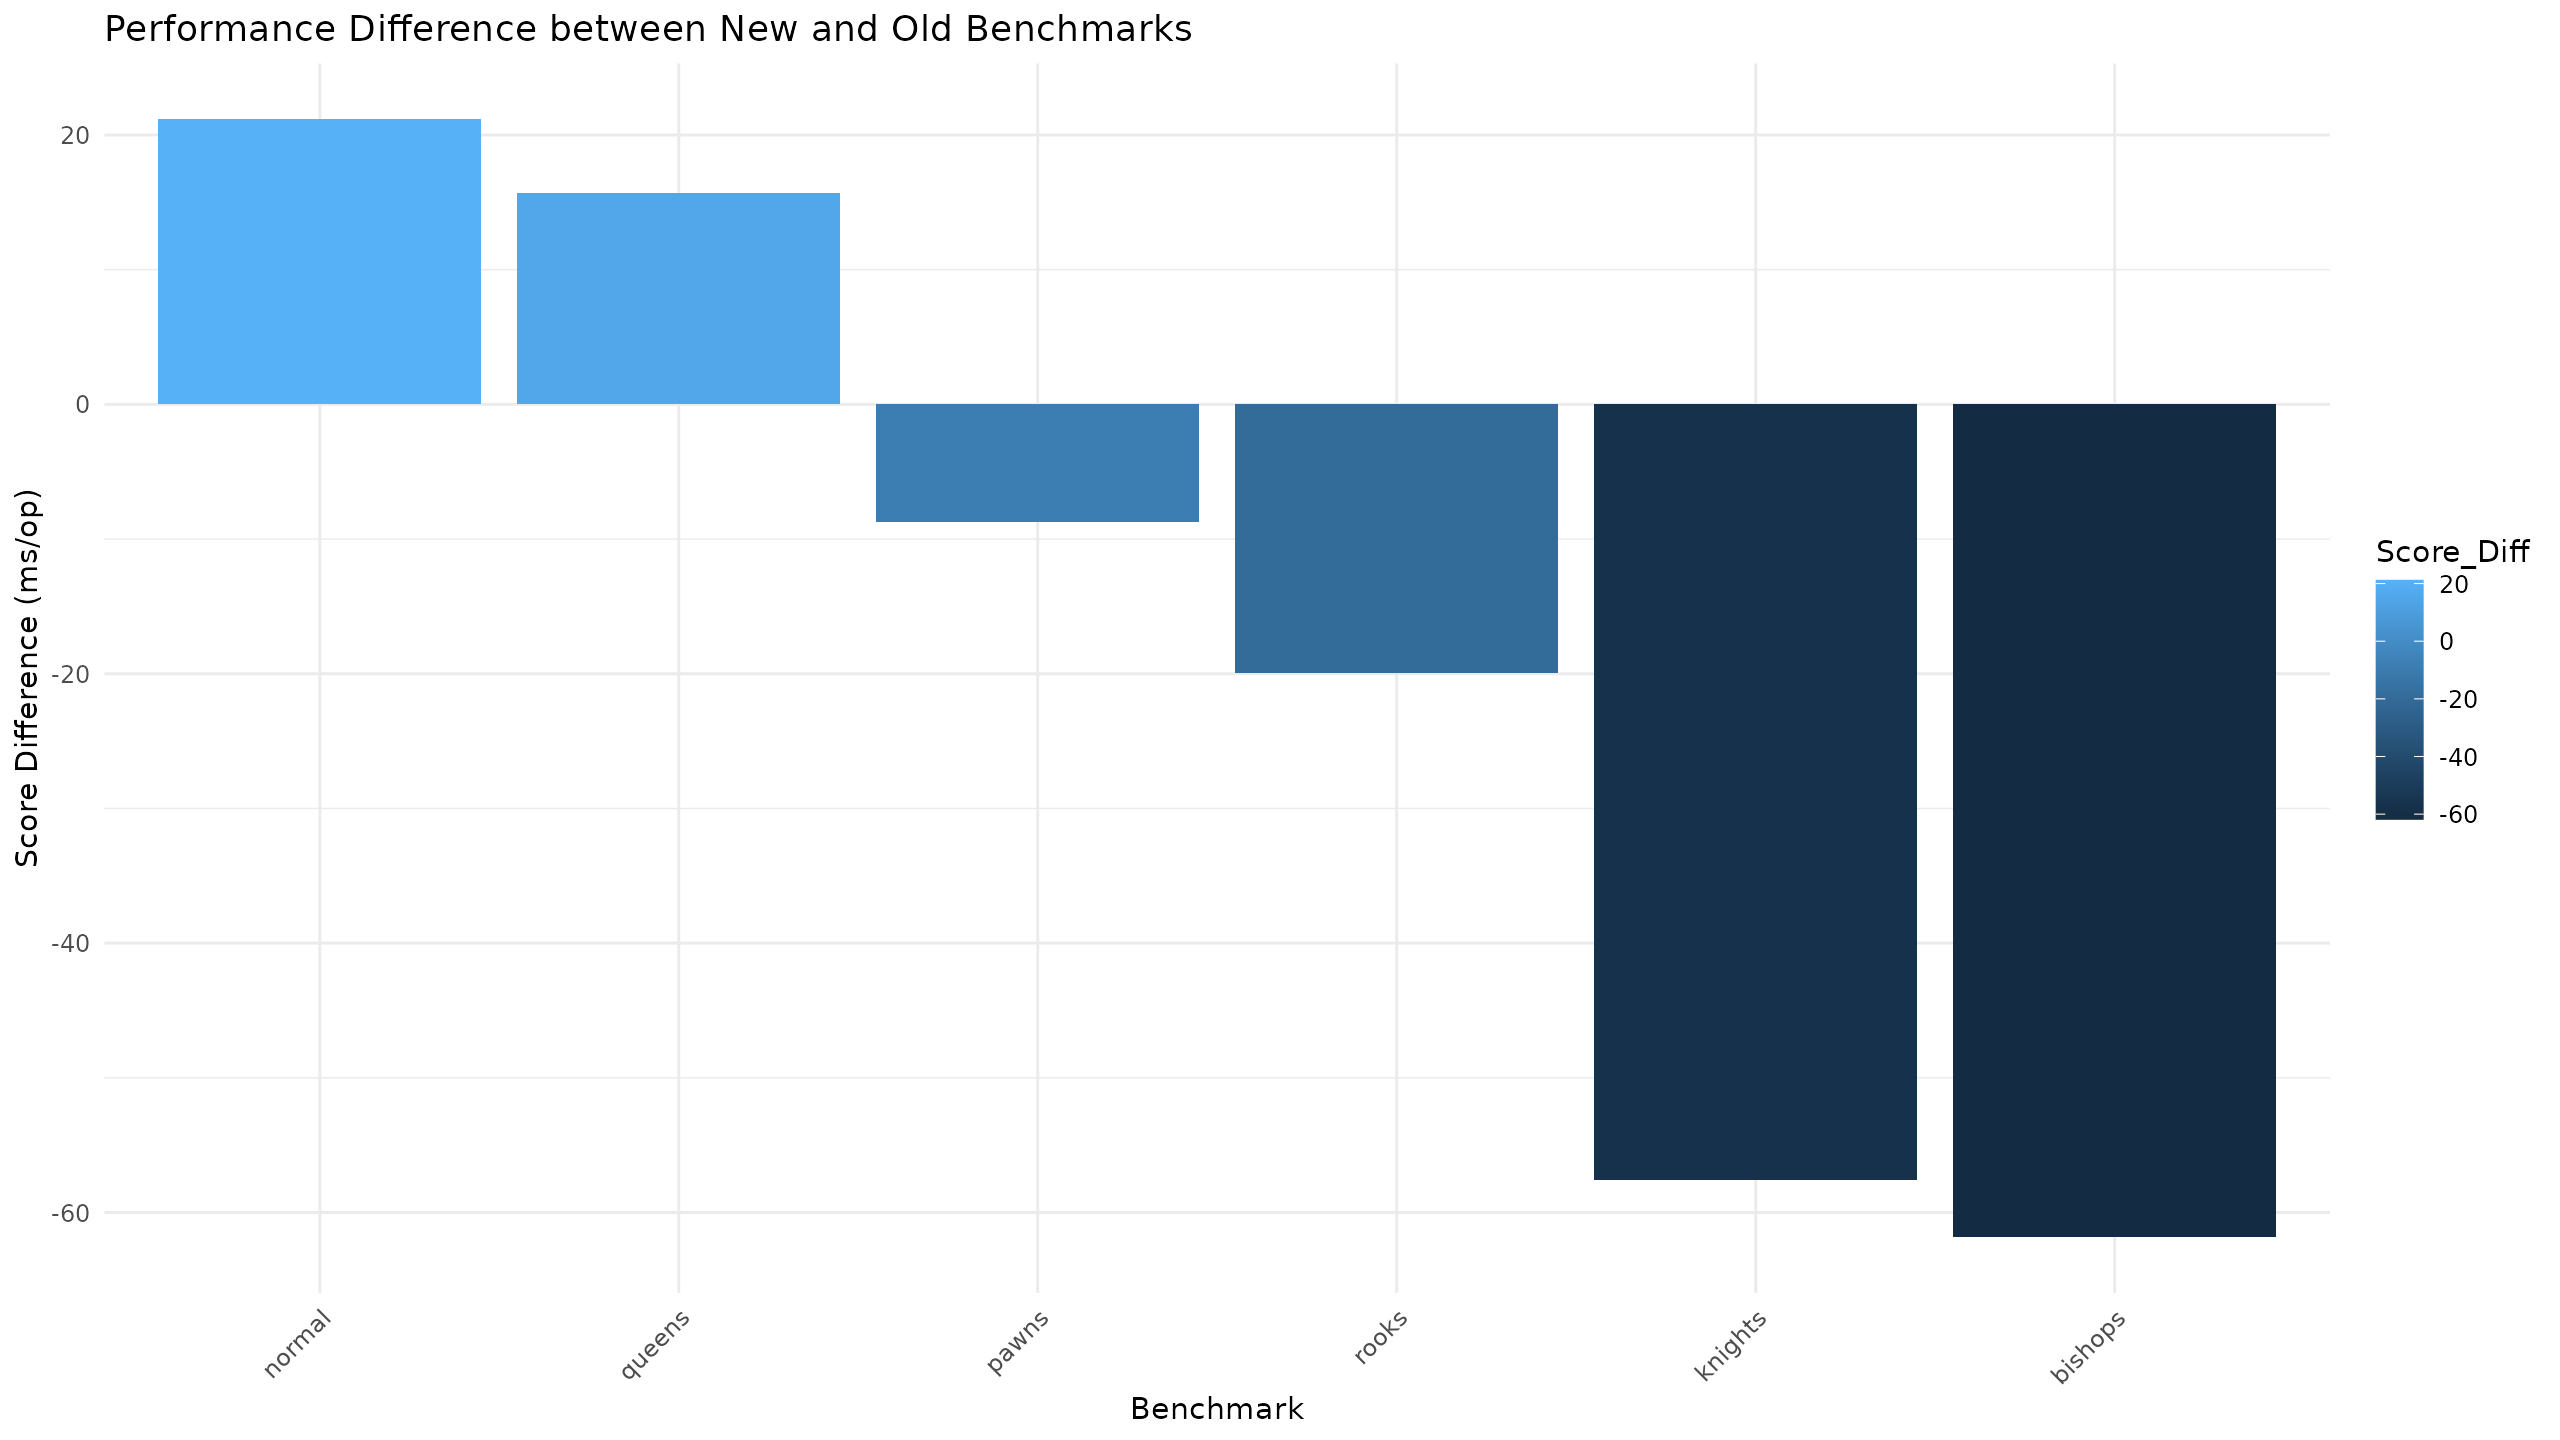 Performance Difference between New and Old Benchmarks
Score Difference (ms/op)
20
0
-20
-40
-60
normal
queens
pawns
rooks
knights
bishops
Benchmark
Score_Diff
20
0
-20
-40
-60